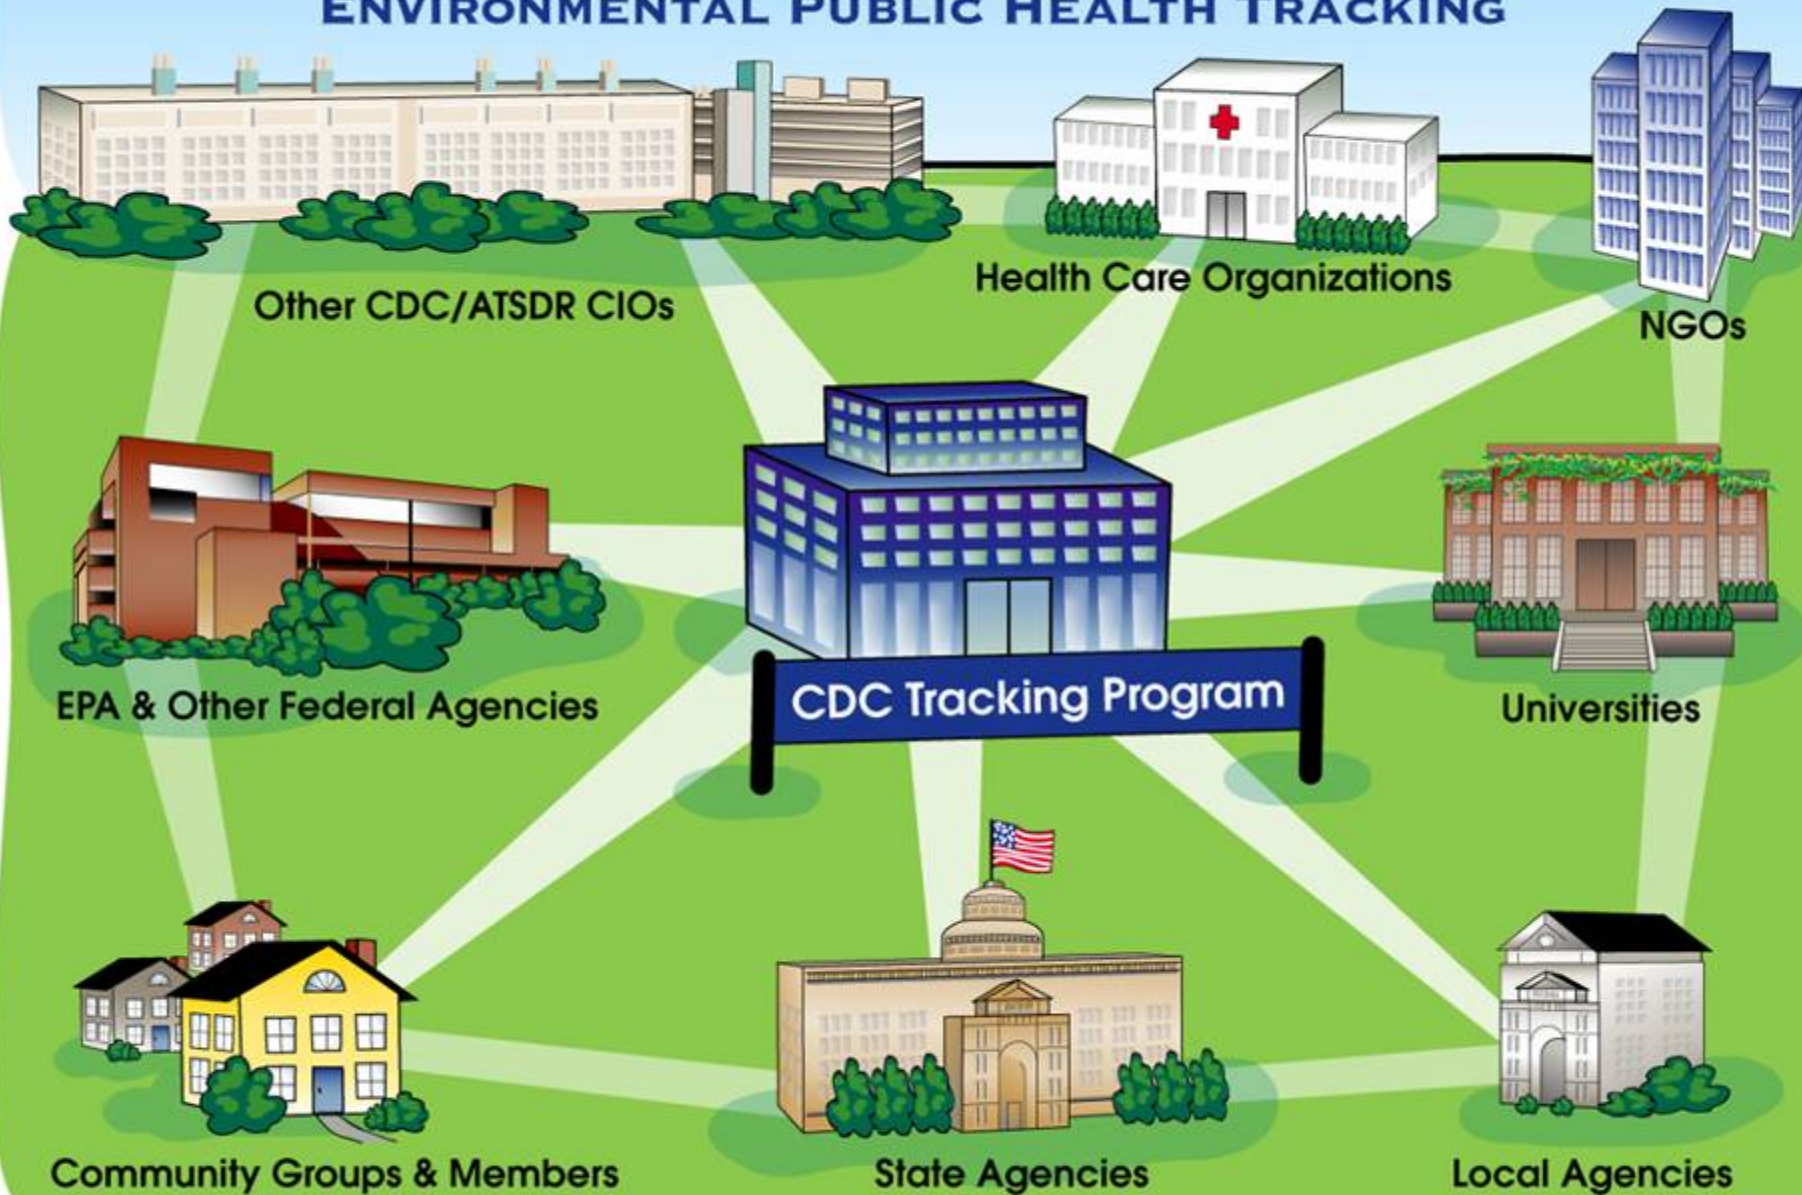 ENVIRONMENTAL PUBLIC HEALTH TRACKING
Other CDC/ATSDR CIOs
Health Care Organizations
NGOs
EPA & Other Federal Agencies
CDC Tracking Program
Universities
Community Groups & Members
State Agencies
Local Agencies